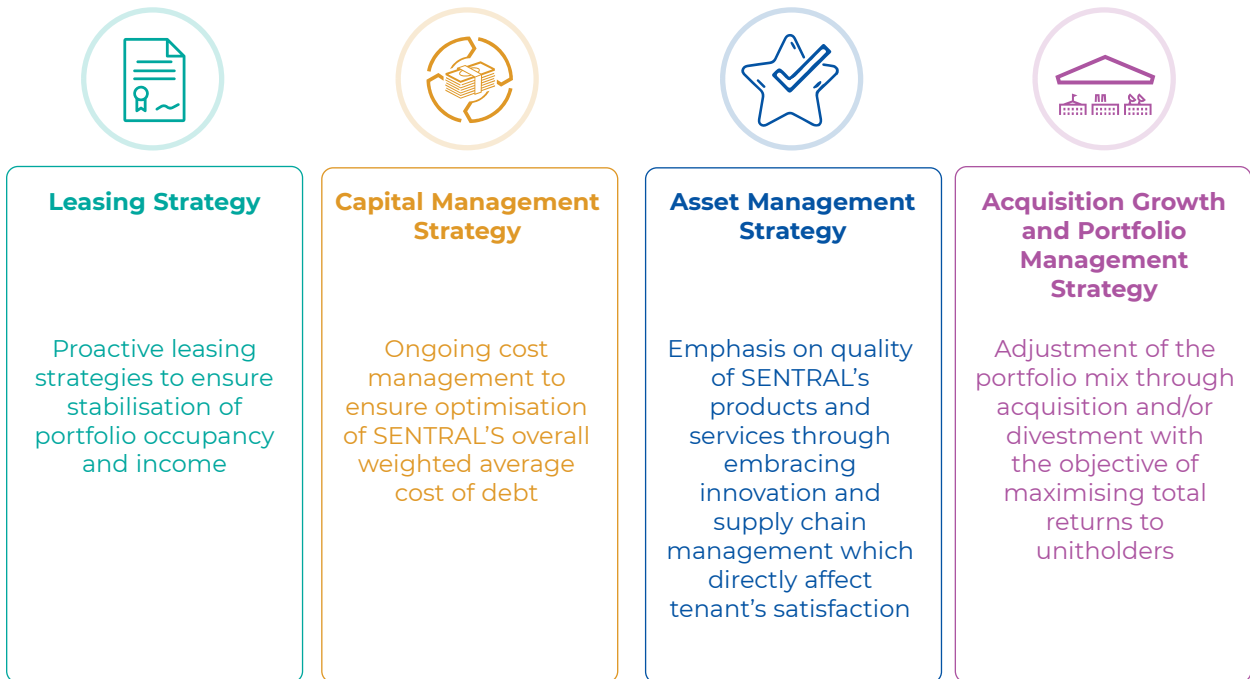 Leasing Strategy
Proactive leasing
strategies to ensure
stabilisation of
portfolio occupancy
and income
Capital Management
Strategy
Ongoing cost
management to
ensure optimisation
of SENTRAL'S overall
weighted average
cost of debt
Asset Management
Strategy
Emphasis on quality
of SENTRAL's
products and
services through
embracing
innovation and
supply chain
management which
directly affect
tenant's satisfaction
Acquisition Growth
and Portfolio
Management
Strategy
Adjustment of the
portfolio mix through
acquisition and/or
divestment with
the objective of
maximising total
returns to
unitholders